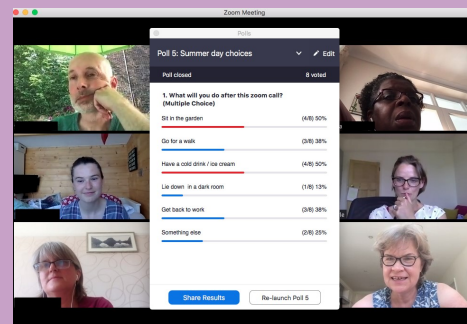 Zoom Meeting
Polls
Poll 5: Summer day choices
Edit
Poll closed
8 voted
1. What will you do after this zoom call?
(Multiple Choice)
Sit in the garden
(4/8) 50%
Go for a walk
(3/8) 38%
Have a cold drink / ice cream
(4/8) 50%
Lie down in a dark room
(1/8) 13%
Get back to work
(3/8) 38%
Something else
(2/8) 25%
Share Results
Re-launch Poll 5